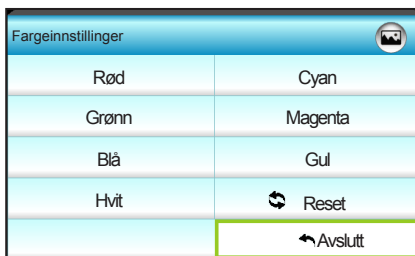 Fargeinnstillinger
Rød Cyan
Grønn Magenta
Blå Gul
Hvit Reset
Avslutt